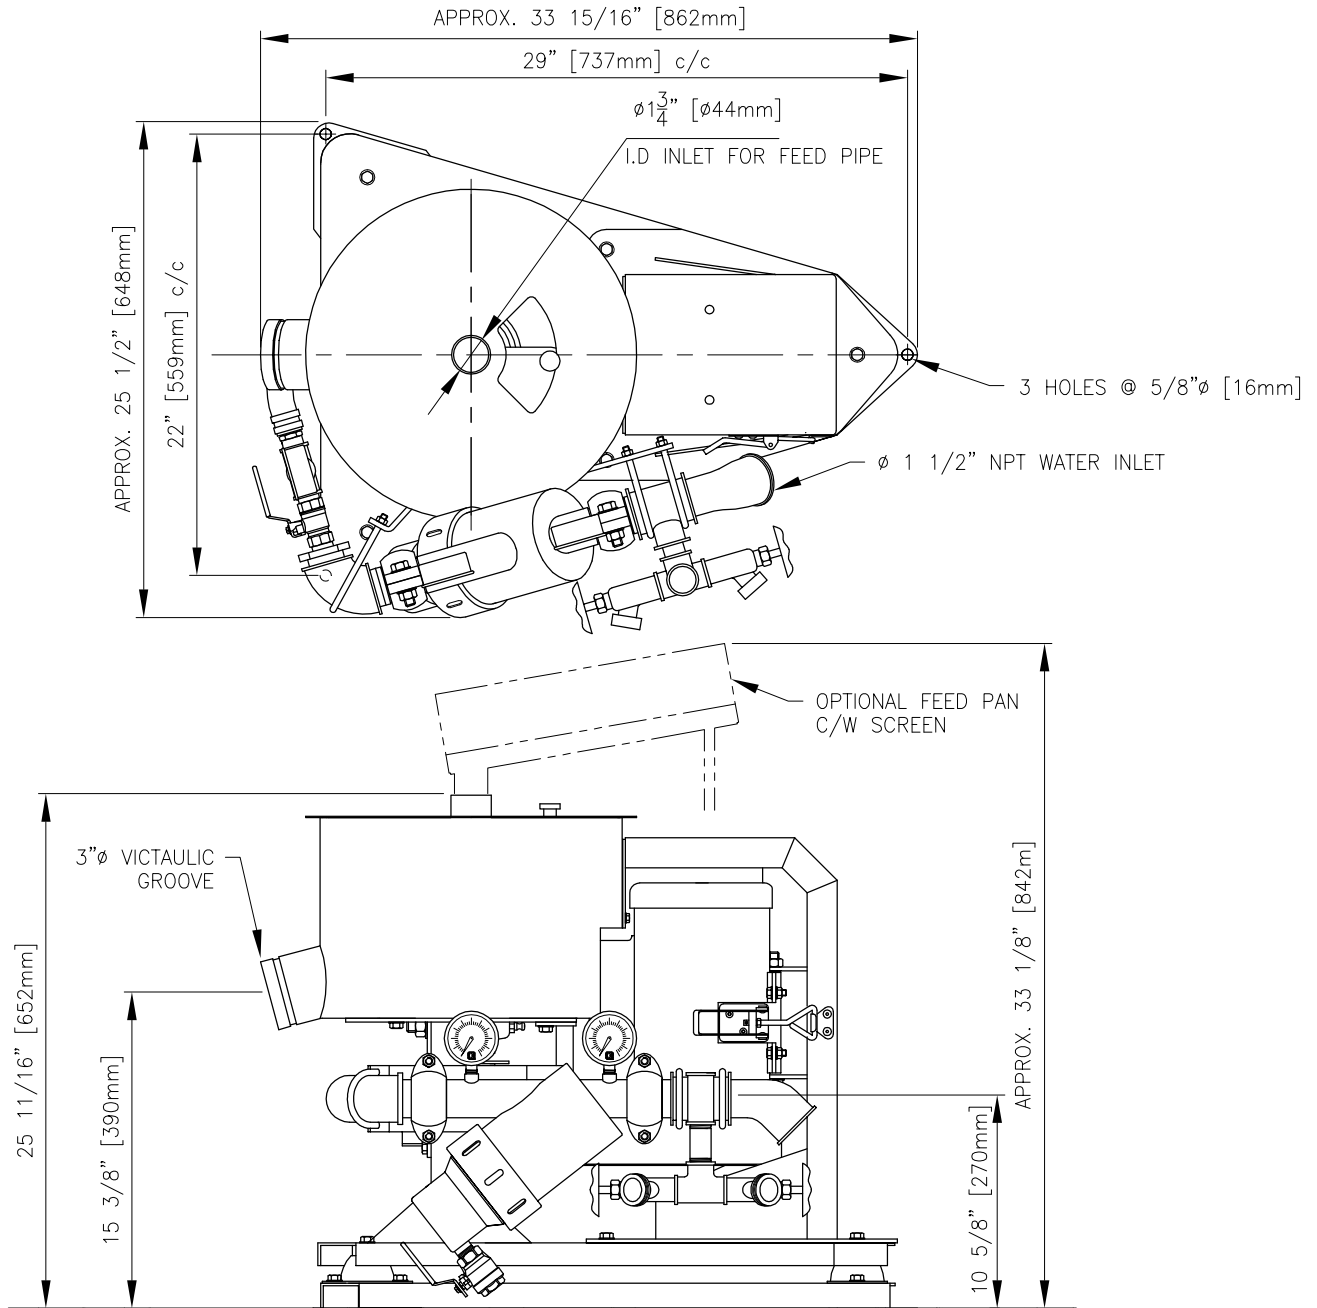 APPROX. 33 15/16” [862mm]
29” [737mm] c/c
ø1 3/4” [ø44mm]
I.D INLET FOR FEED PIPE
APPROX. 25 1/2” [648mm]
22” [559mm] c/c
3 HOLES @ 5/8”ø [16mm]
ø 1 1/2” NPT WATER INLET
OPTIONAL FEED PAN
C/W SCREEN
3”ø VICTAULIC
GROOVE
25 11/16” [652mm]
15 3/8” [390mm]
APPROX. 33 1/8” [842m]
10 5/8” [270mm]